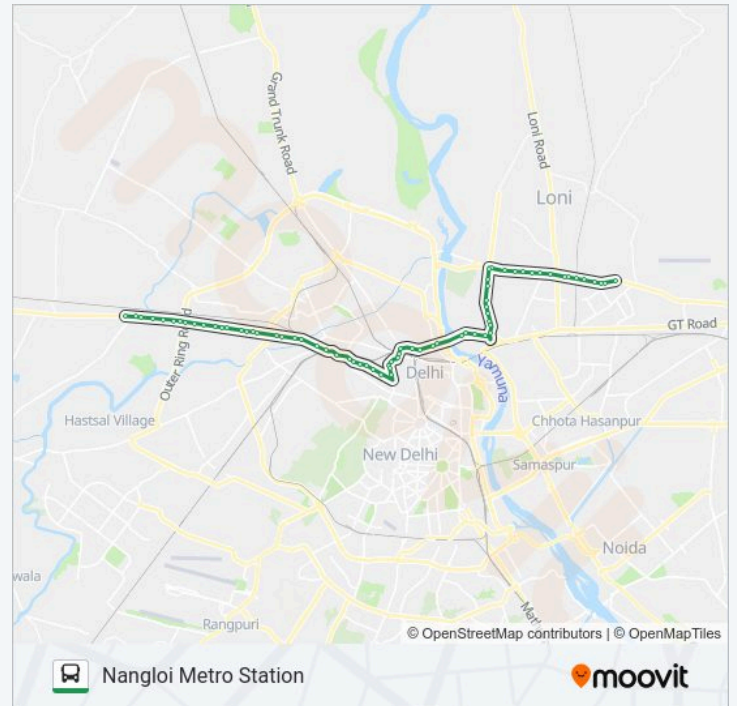 Grand Trunk Road
Loni Road
Loni
GT Road
Outer Ring Road
Delhi
Yamuna
Hastsal Village
Chhota Hasanpur
New Delhi
Samaspur
Noida
wala
Rangpuri
© OpenStreetMap contributors | © OpenMapTiles
Nangloi Metro Station
moovit